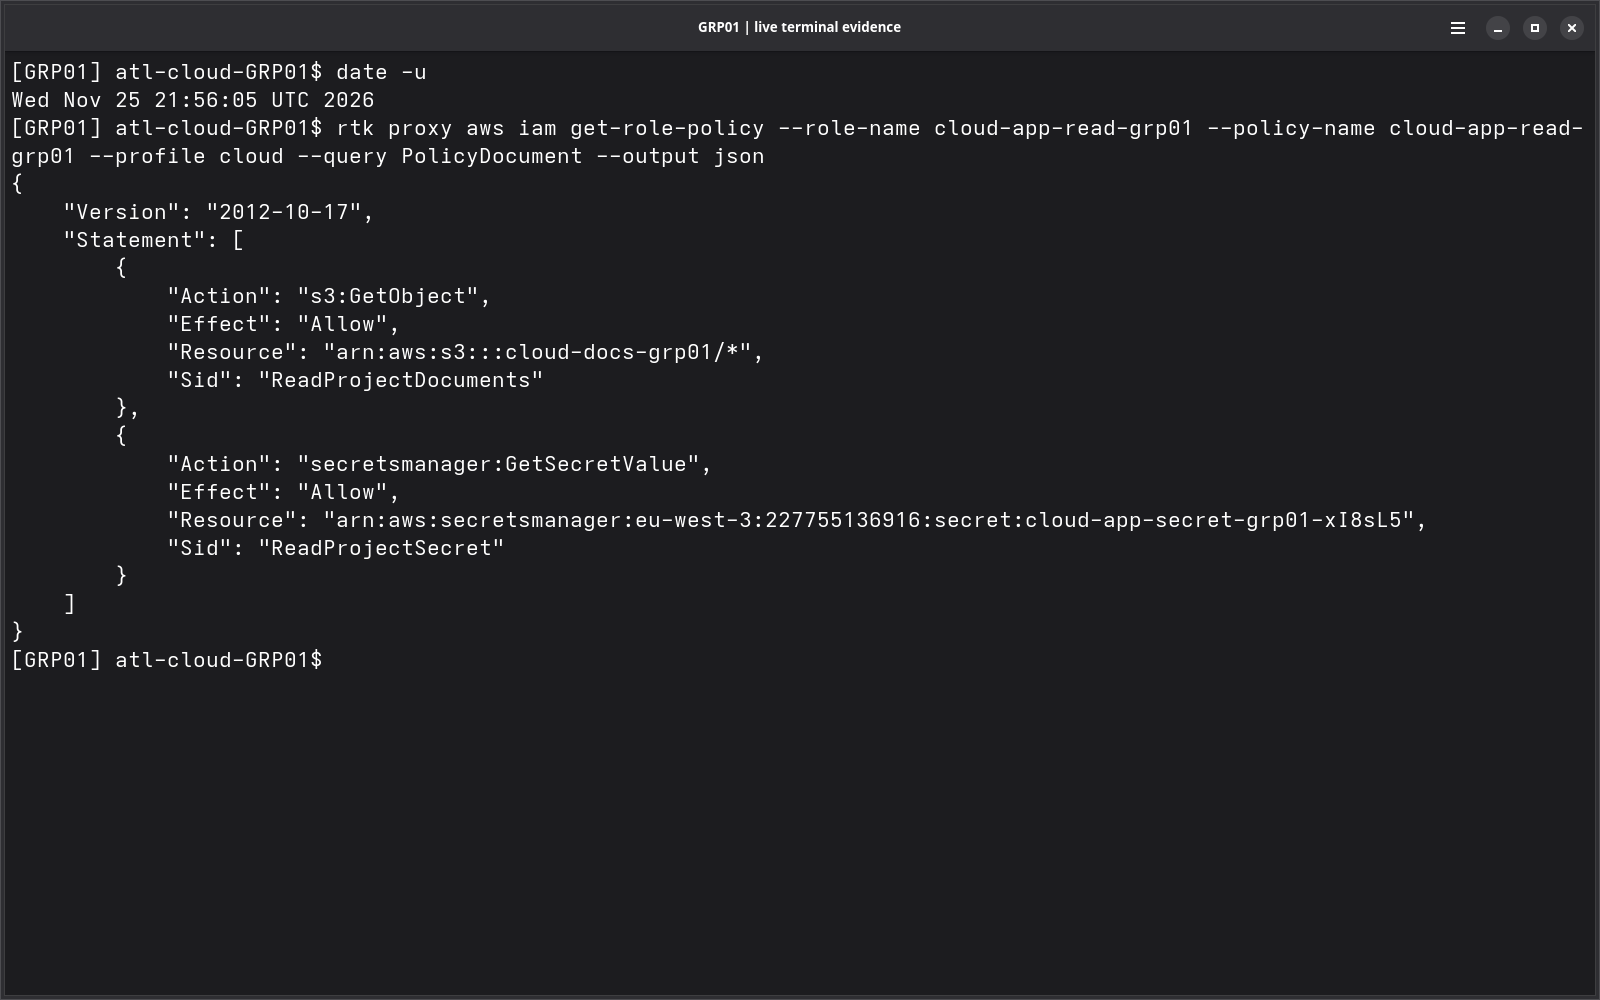 GRP01 | live terminal evidence
[GRP01] atl-cloud-GRP01$ date -u
Wed Nov 25 21:56:05 UTC 2026
[GRP01] atl-cloud-GRP01$ rtk proxy aws iam get-role-policy --role-name cloud-app-read-grp01 --policy-name cloud-app-read-
grp01 --profile cloud --query PolicyDocument --output json
{
    "Version": "2012-10-17",
    "Statement": [
        {
            "Action": "s3:GetObject",
            "Effect": "Allow",
            "Resource": "arn:aws:s3:::cloud-docs-grp01/*",
            "Sid": "ReadProjectDocuments"
        },
        {
            "Action": "secretsmanager:GetSecretValue",
            "Effect": "Allow",
            "Resource": "arn:aws:secretsmanager:eu-west-3:227755136916:secret:cloud-app-secret-grp01-xI8sL5",
            "Sid": "ReadProjectSecret"
        }
    ]
}
[GRP01] atl-cloud-GRP01$